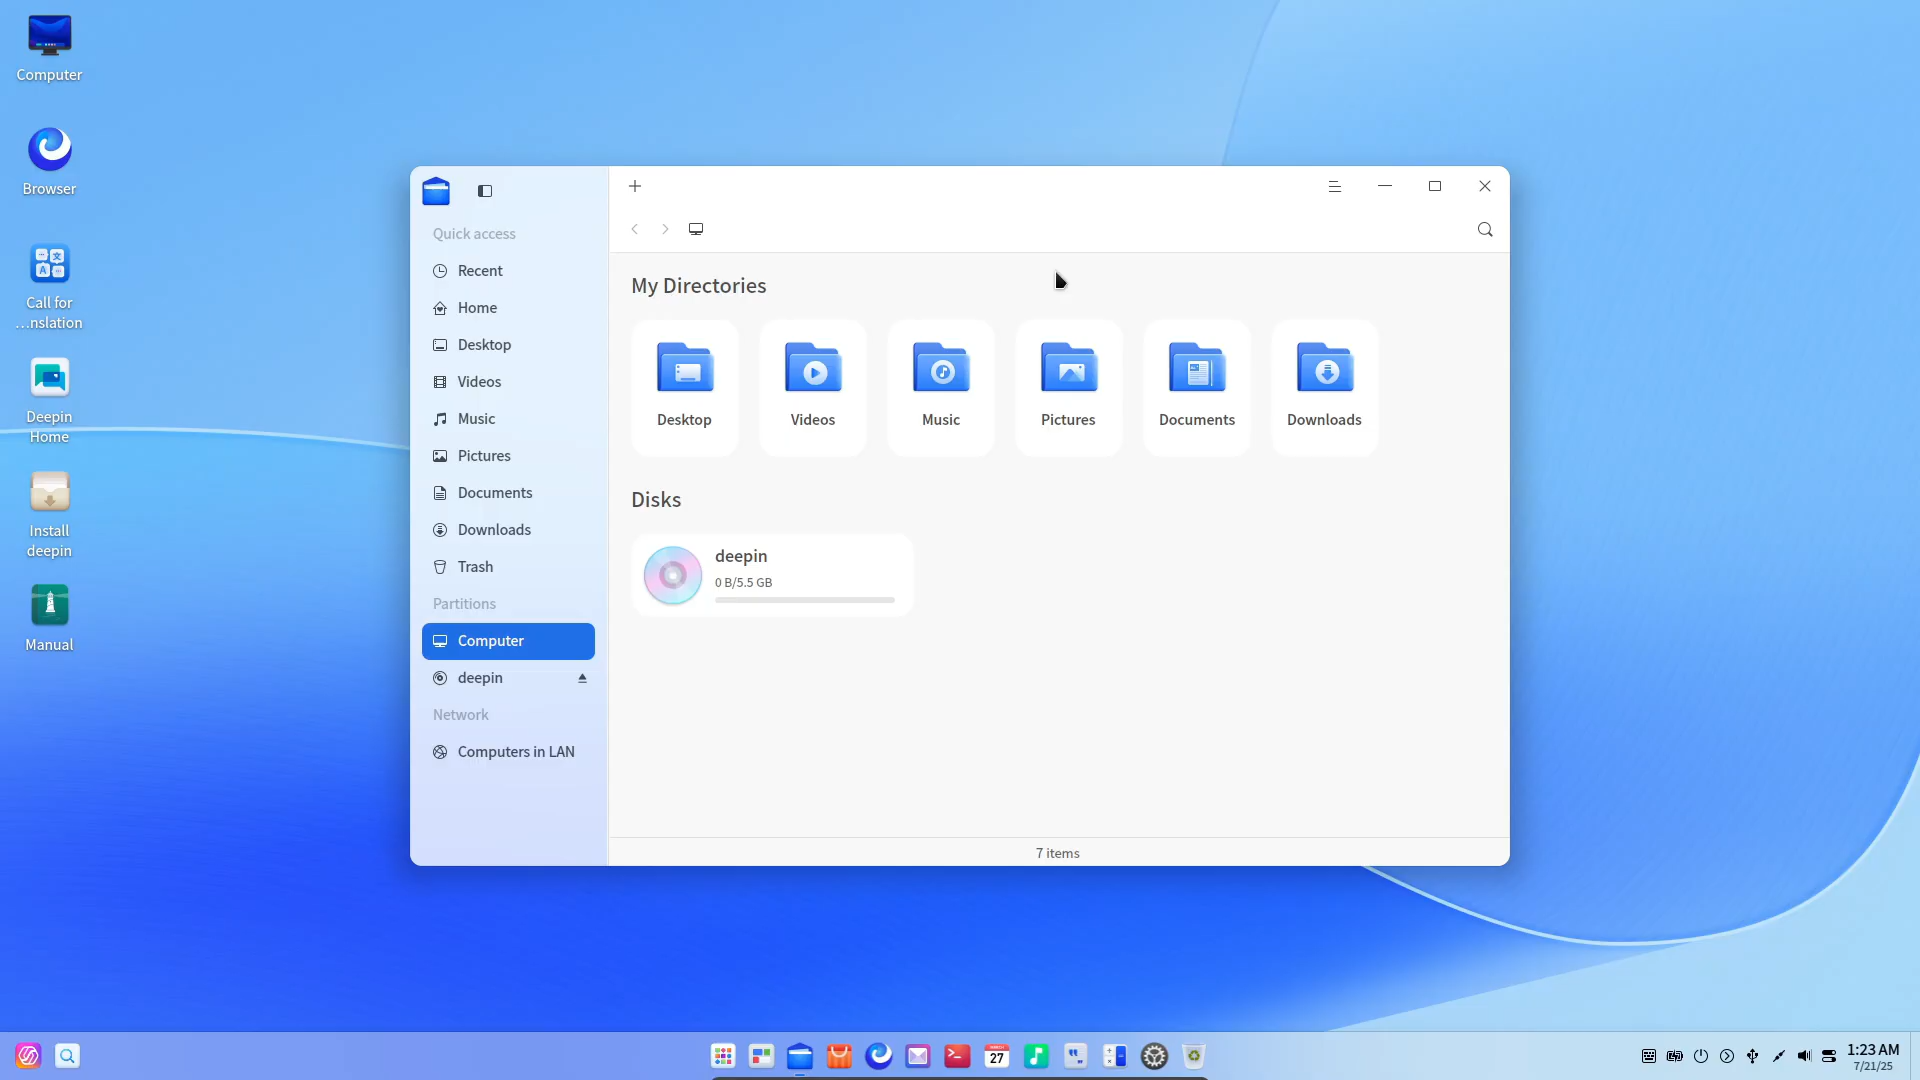 Computer
Browser
Call for
...nslation
Deepin
Home
Install
deepin
Manual
Quick access
Recent
Home
Desktop
Videos
Music
Pictures
Documents
Downloads
Trash
Partitions
Computer
deepin
Network
Computers in LAN
My Directories
Desktop
Videos
Music
Pictures
Documents
Downloads
Disks
deepin
0 B/5.5 GB
7 items
27
1:23 AM
7/21/25